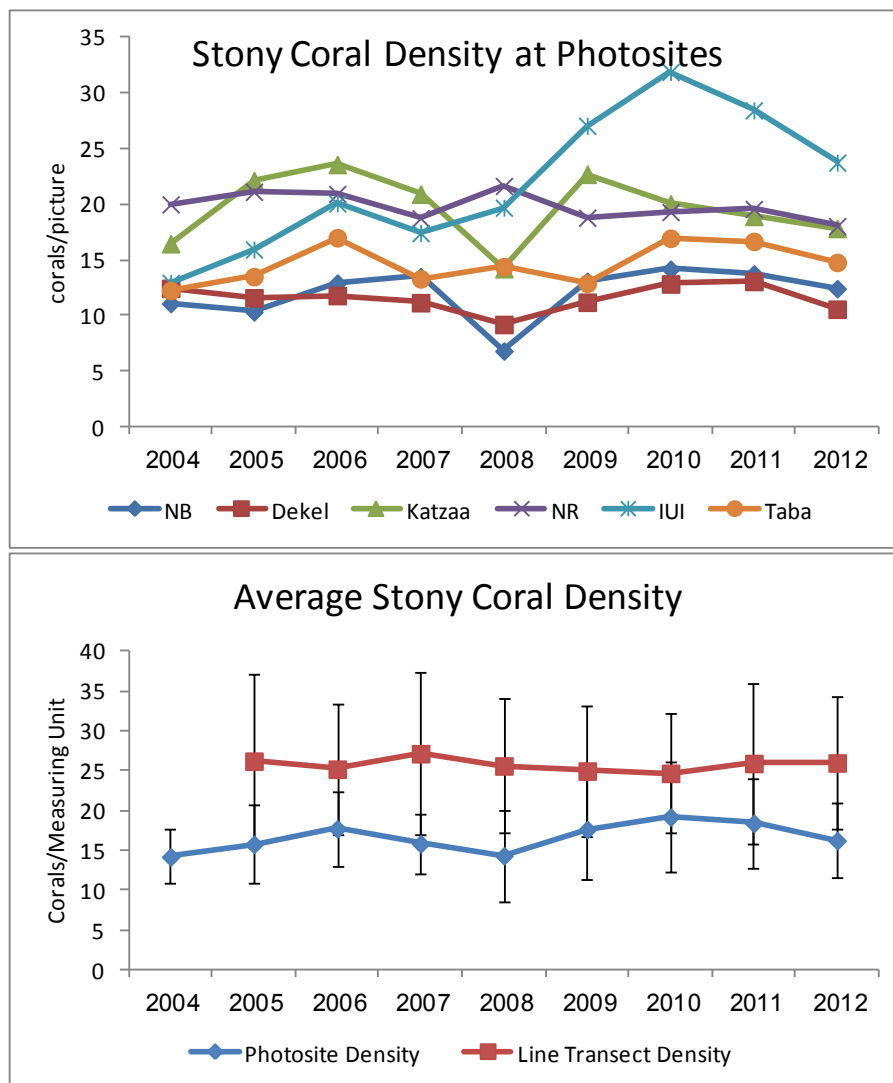 Stony Coral Density at Photosites
corals/picture
35
30
25
20
15
10
5
0
2004 2005 2006 2007 2008 2009 2010 2011 2012
NB Dekel Katzaa NR IUI Taba
Average Stony Coral Density
Corals/Measuring Unit
40
35
30
25
20
15
10
5
0
2004 2005 2006 2007 2008 2009 2010 2011 2012
Photosite Density Line Transect Density